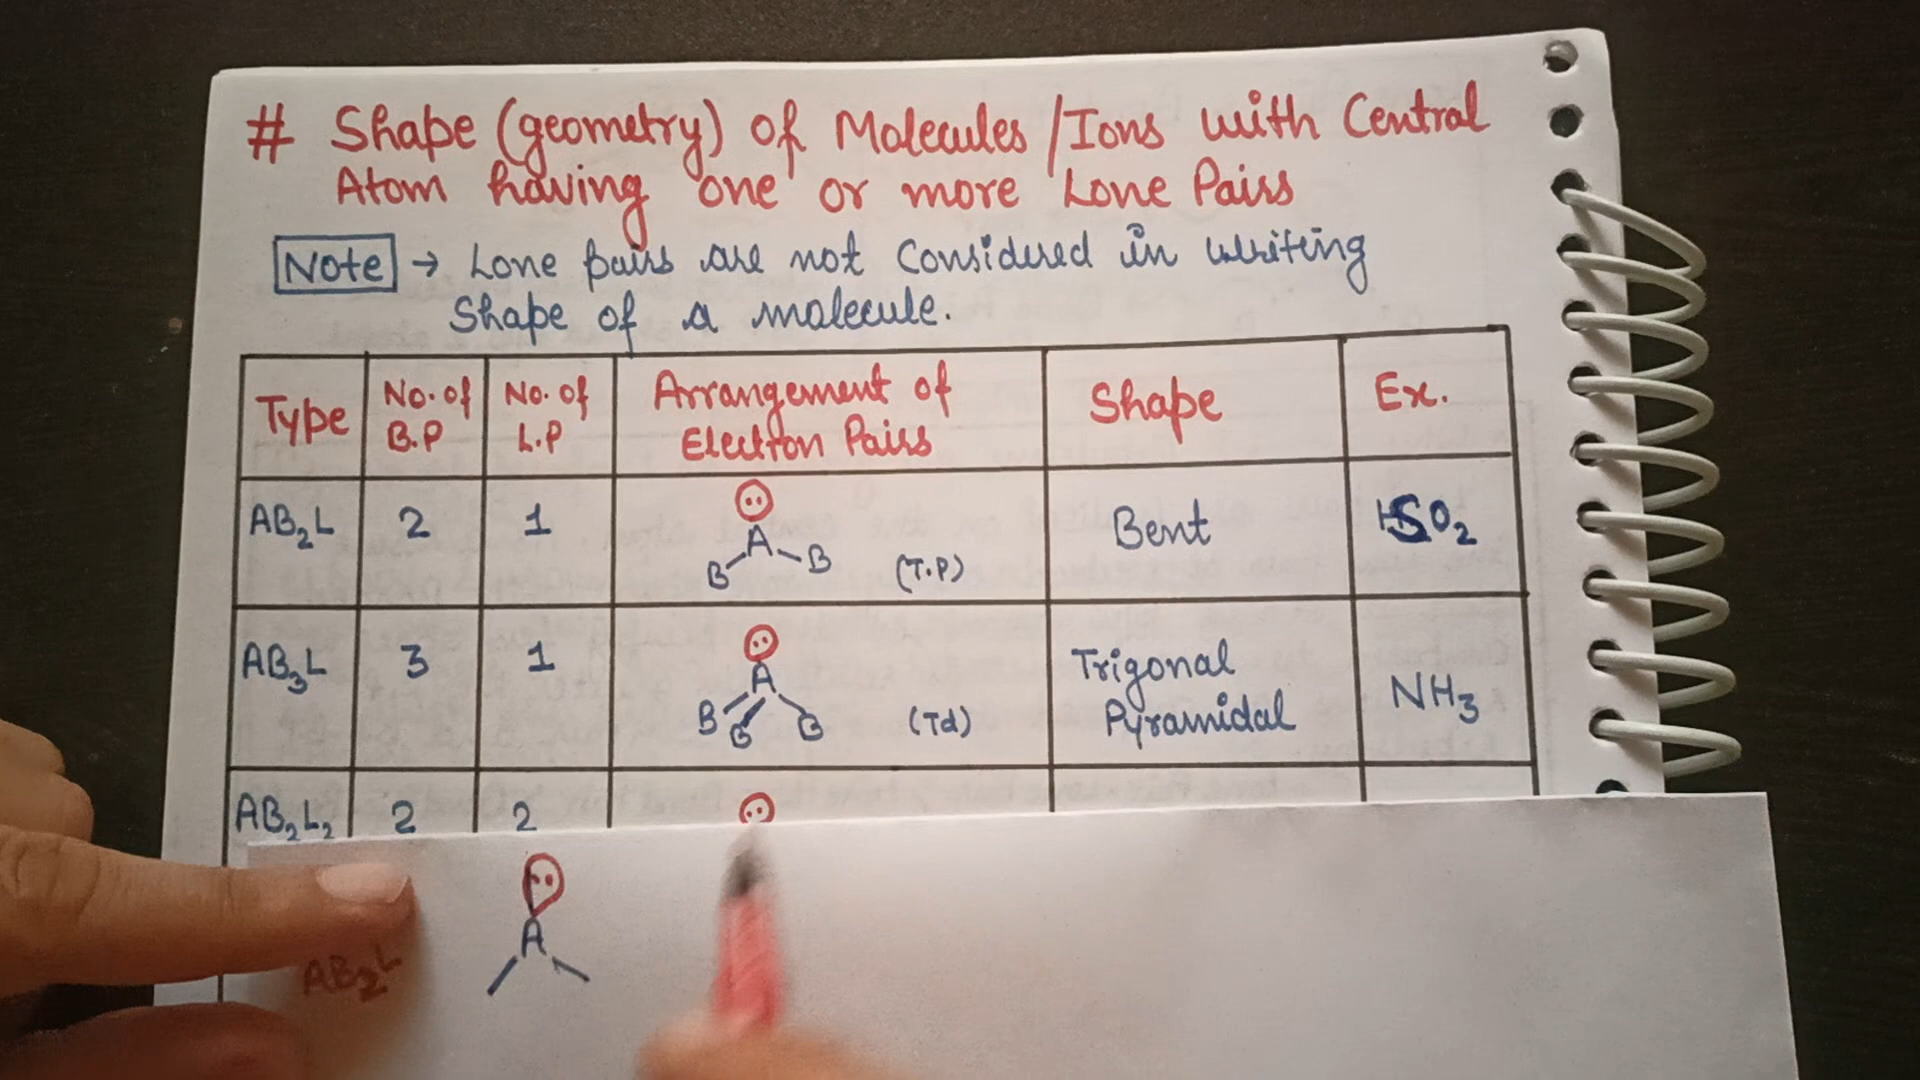 # Shape (geometry) of Molecules/Ions with Central
Atom having one or more Lone Pairs
Note → Lone pairs are not Considered in writing
Shape of a molecule.
Type No. of B.P No. of L.P Arrangement of Electron Pairs Shape Ex.
AB₂L 2 1 A B B (T.P) Bent SO₂
AB₃L 3 1 A B B B (Td) Trigonal Pyramidal NH₃
AB₂L₂ 2 2
A
AB₂L